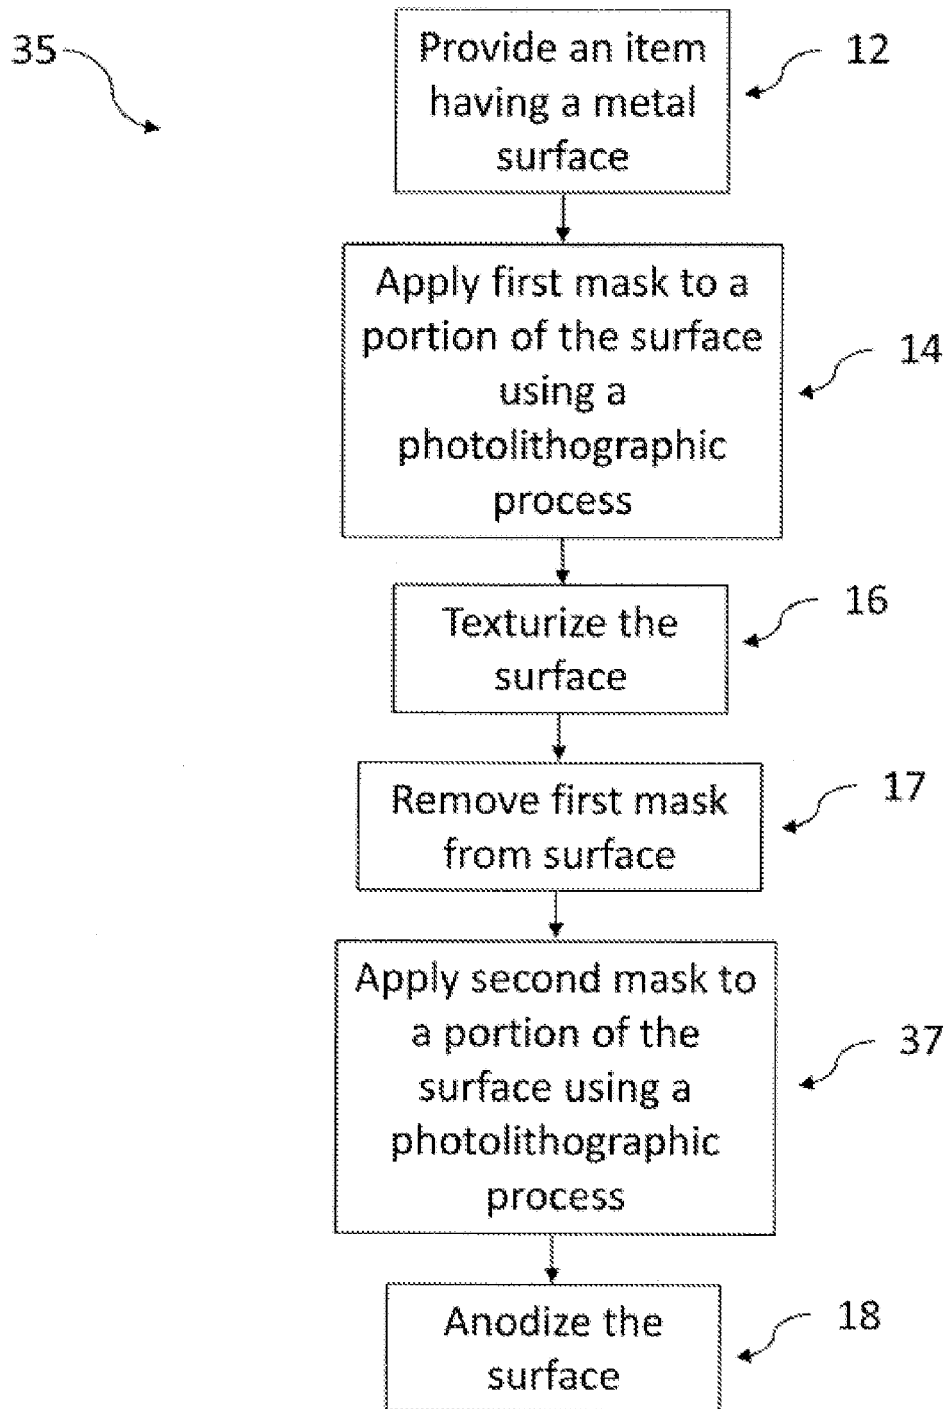 35
Provide an item
having a metal
surface
12
Apply first mask to a
portion of the surface
using a
photolithographic
process
14
Texturize the
surface
16
Remove first mask
from surface
17
Apply second mask to
a portion of the
surface using a
photolithographic
process
37
Anodize the
surface
18